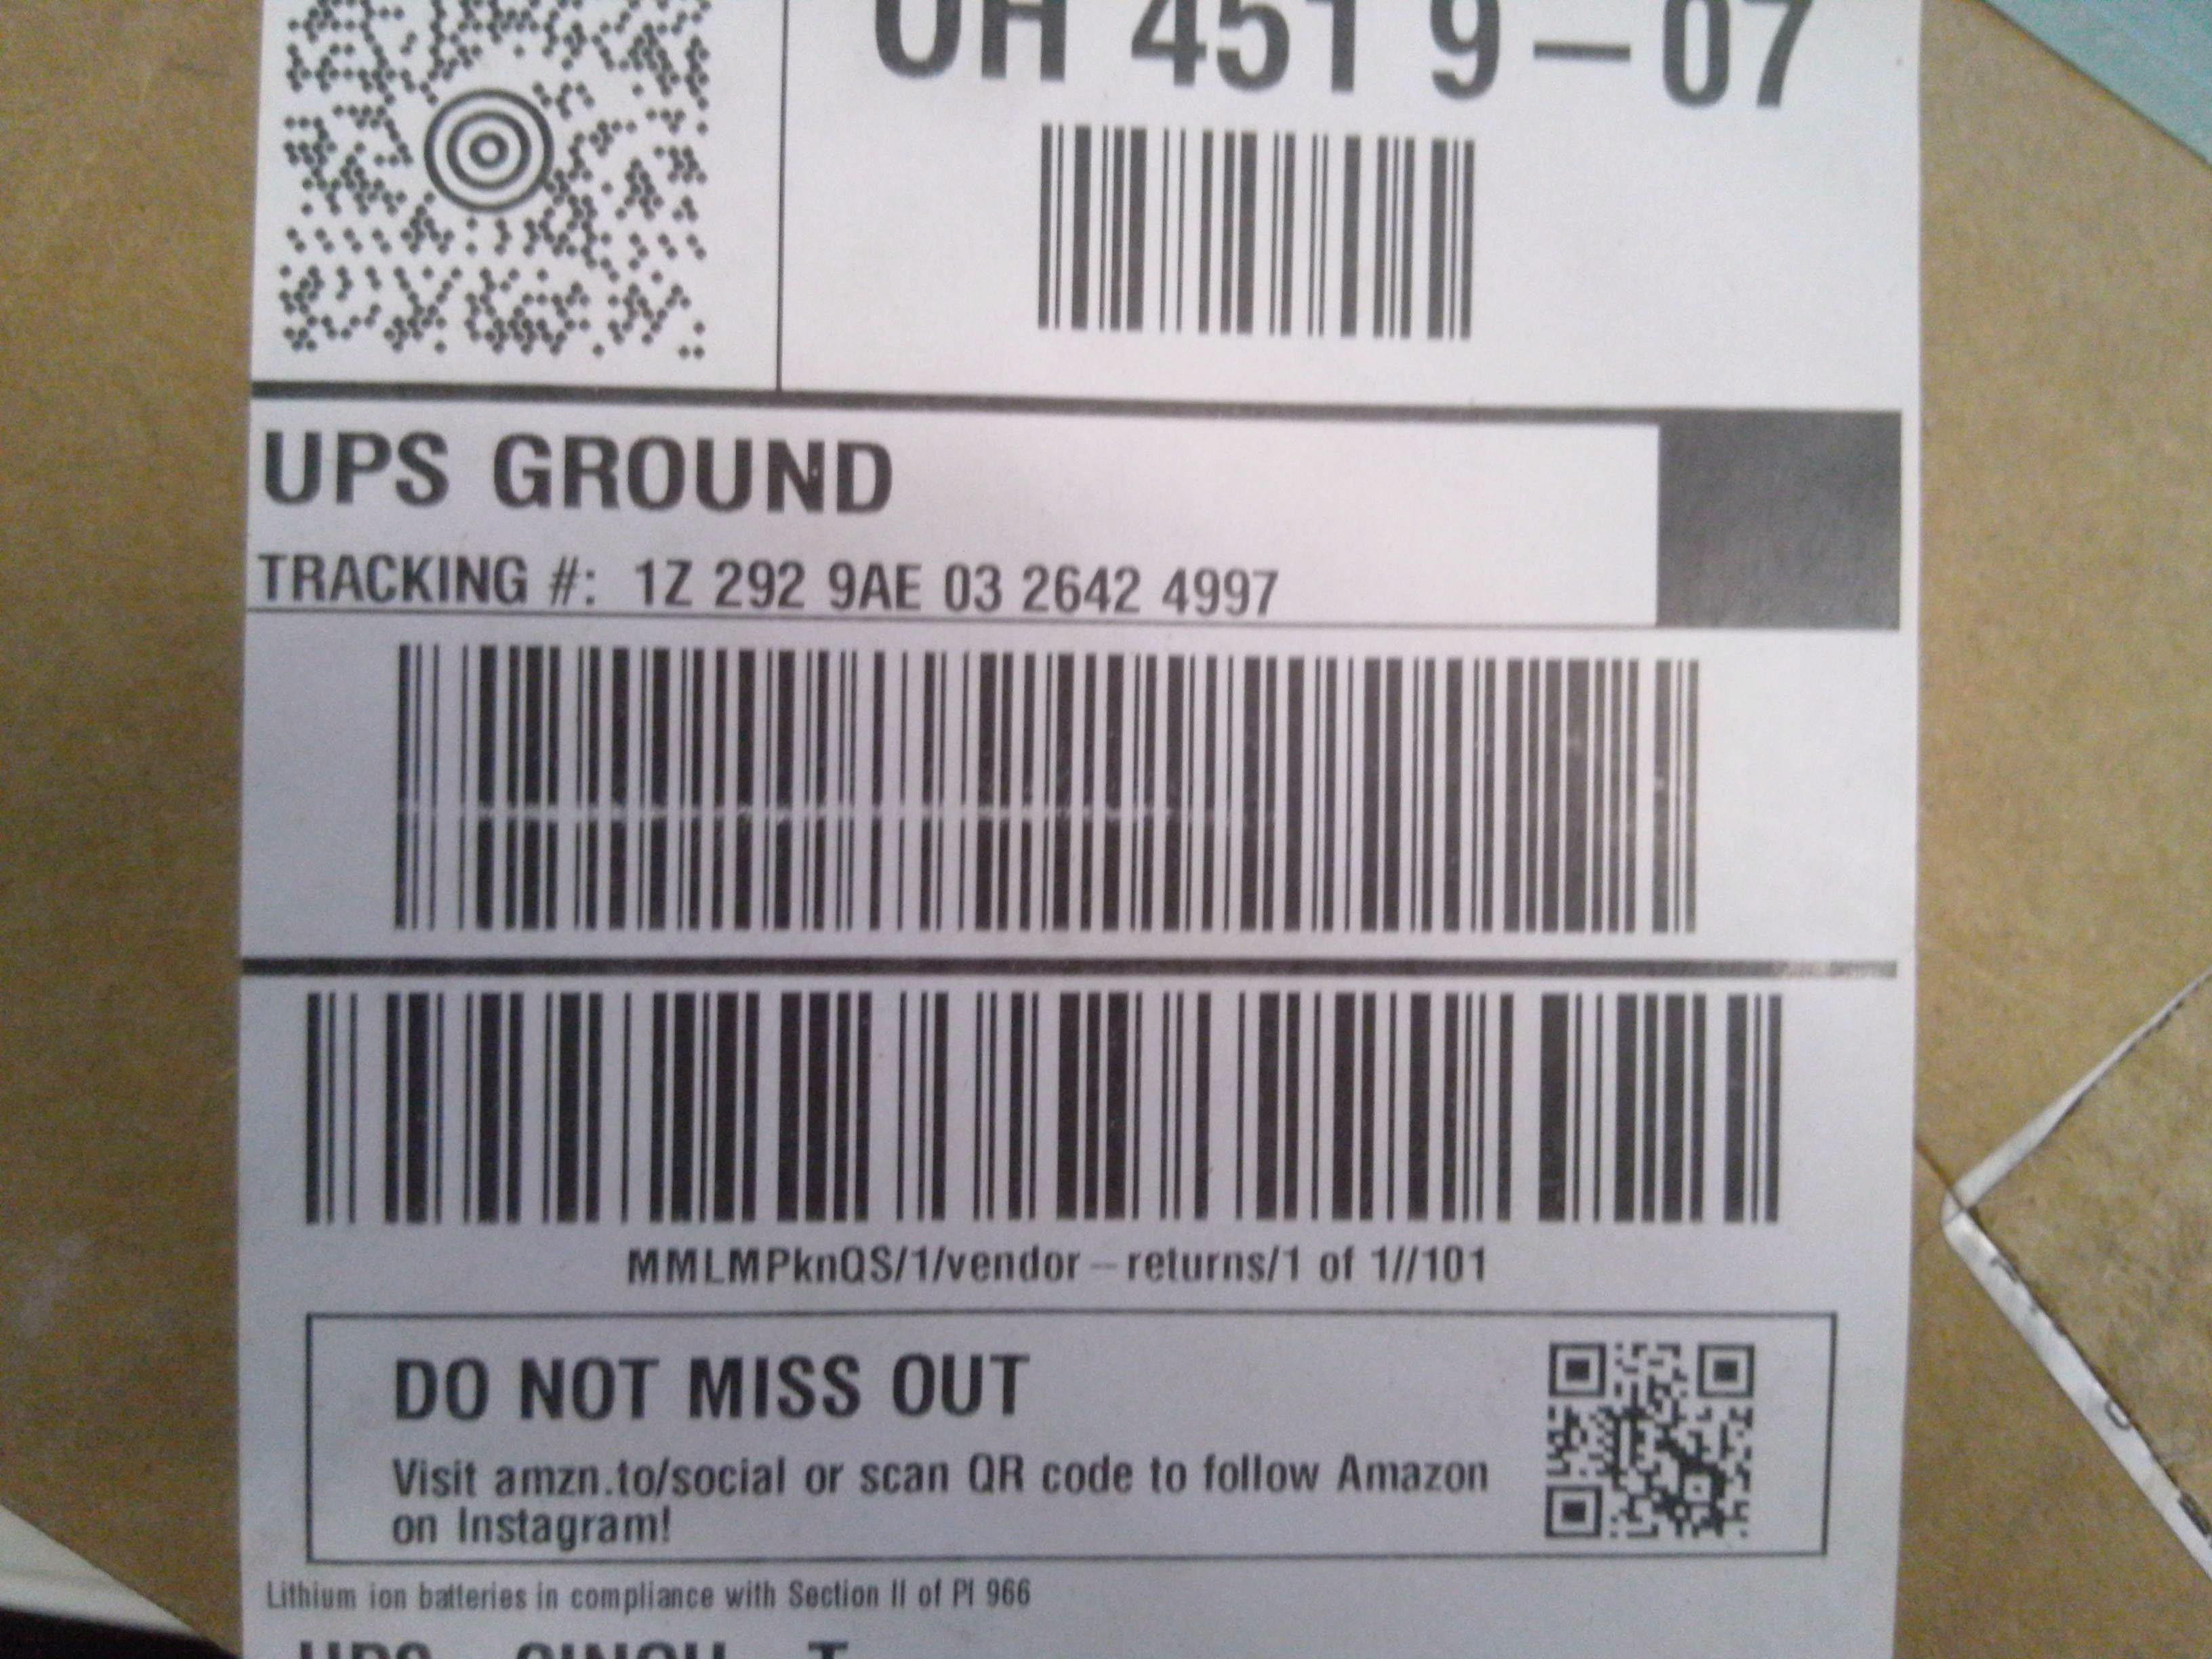 OH 451 9-07
UPS GROUND
TRACKING #: 1Z 292 9AE 03 2642 4997
MMLMPknQS/1/vendor-returns/1 of 1//101
DO NOT MISS OUT
Visit amzn.to/social or scan QR code to follow Amazon
on Instagram!
Lithium ion batteries in compliance with Section II of PI 966